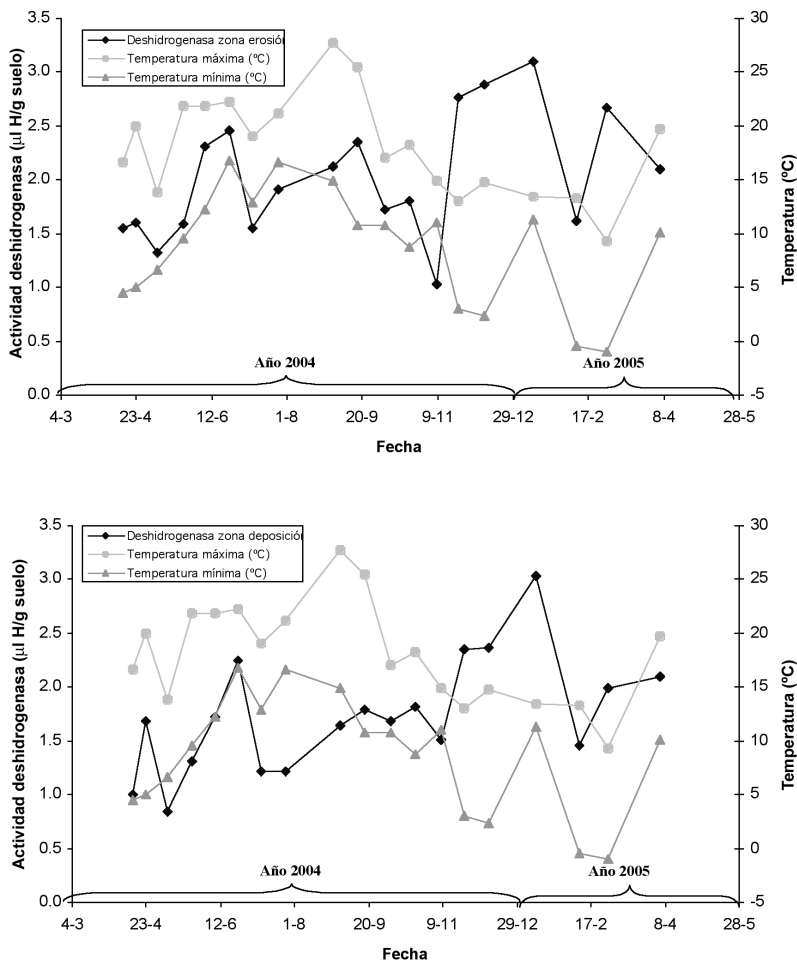 Actividad deshidrogenasa (µl H/g suelo)
3.5
3.0
2.5
2.0
1.5
1.0
0.5
0.0
Deshidrogenasa zona erosión
Temperatura máxima (ºC)
Temperatura mínima (ºC)
30
25
20
15
10
5
0
-5
Temperatura (ºC)
Año 2004
Año 2005
4-3 23-4 12-6 1-8 20-9 9-11 29-12 17-2 8-4 28-5
Fecha
Actividad deshidrogenasa (µl H/g suelo)
3.5
3.0
2.5
2.0
1.5
1.0
0.5
0.0
Deshidrogenasa zona deposición
Temperatura máxima (ºC)
Temperatura mínima (ºC)
30
25
20
15
10
5
0
-5
Temperatura (ºC)
Año 2004
Año 2005
4-3 23-4 12-6 1-8 20-9 9-11 29-12 17-2 8-4 28-5
Fecha